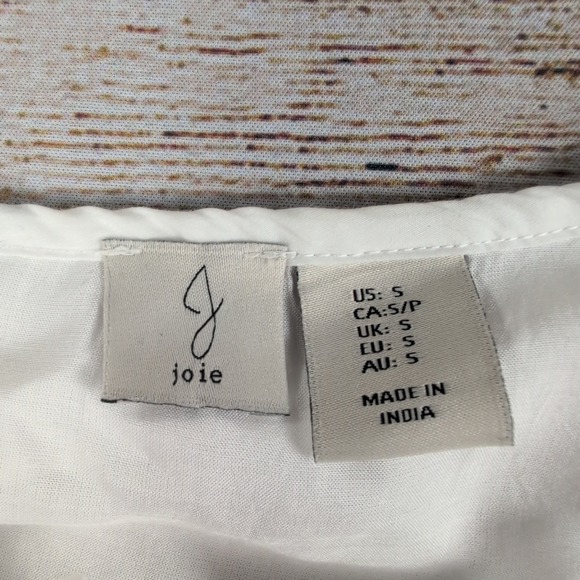 J
joie
US: S
CA:S/P
UK: S
EU: S
AU: S
MADE IN
INDIA